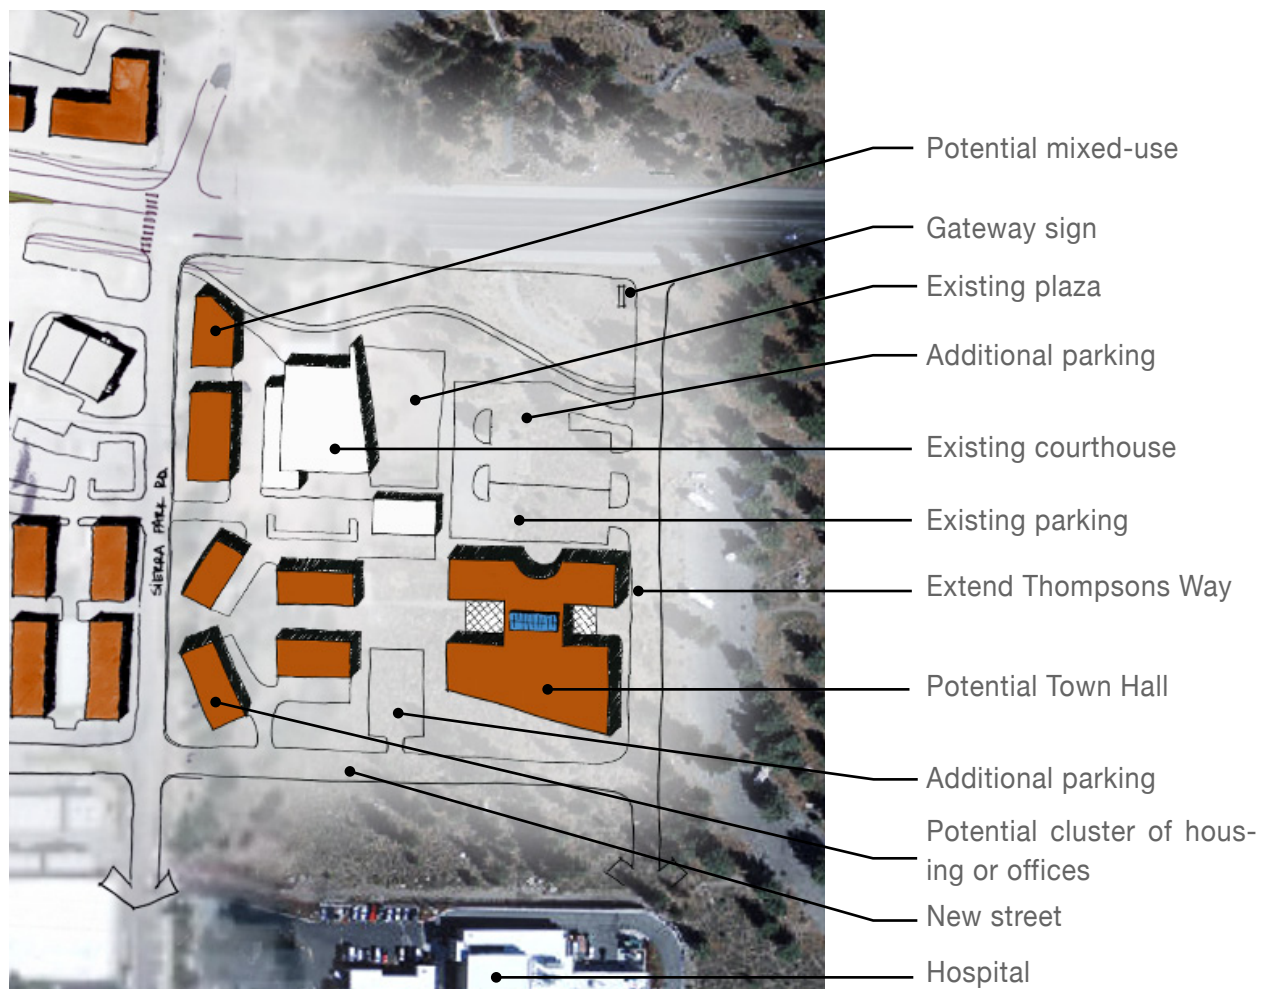 Potential mixed-use
Gateway sign
Existing plaza
Additional parking
Existing courthouse
Existing parking
Extend Thompsons Way
Potential Town Hall
Additional parking
Potential cluster of hous-
ing or offices
New street
Hospital
SIERRA PARK RD.